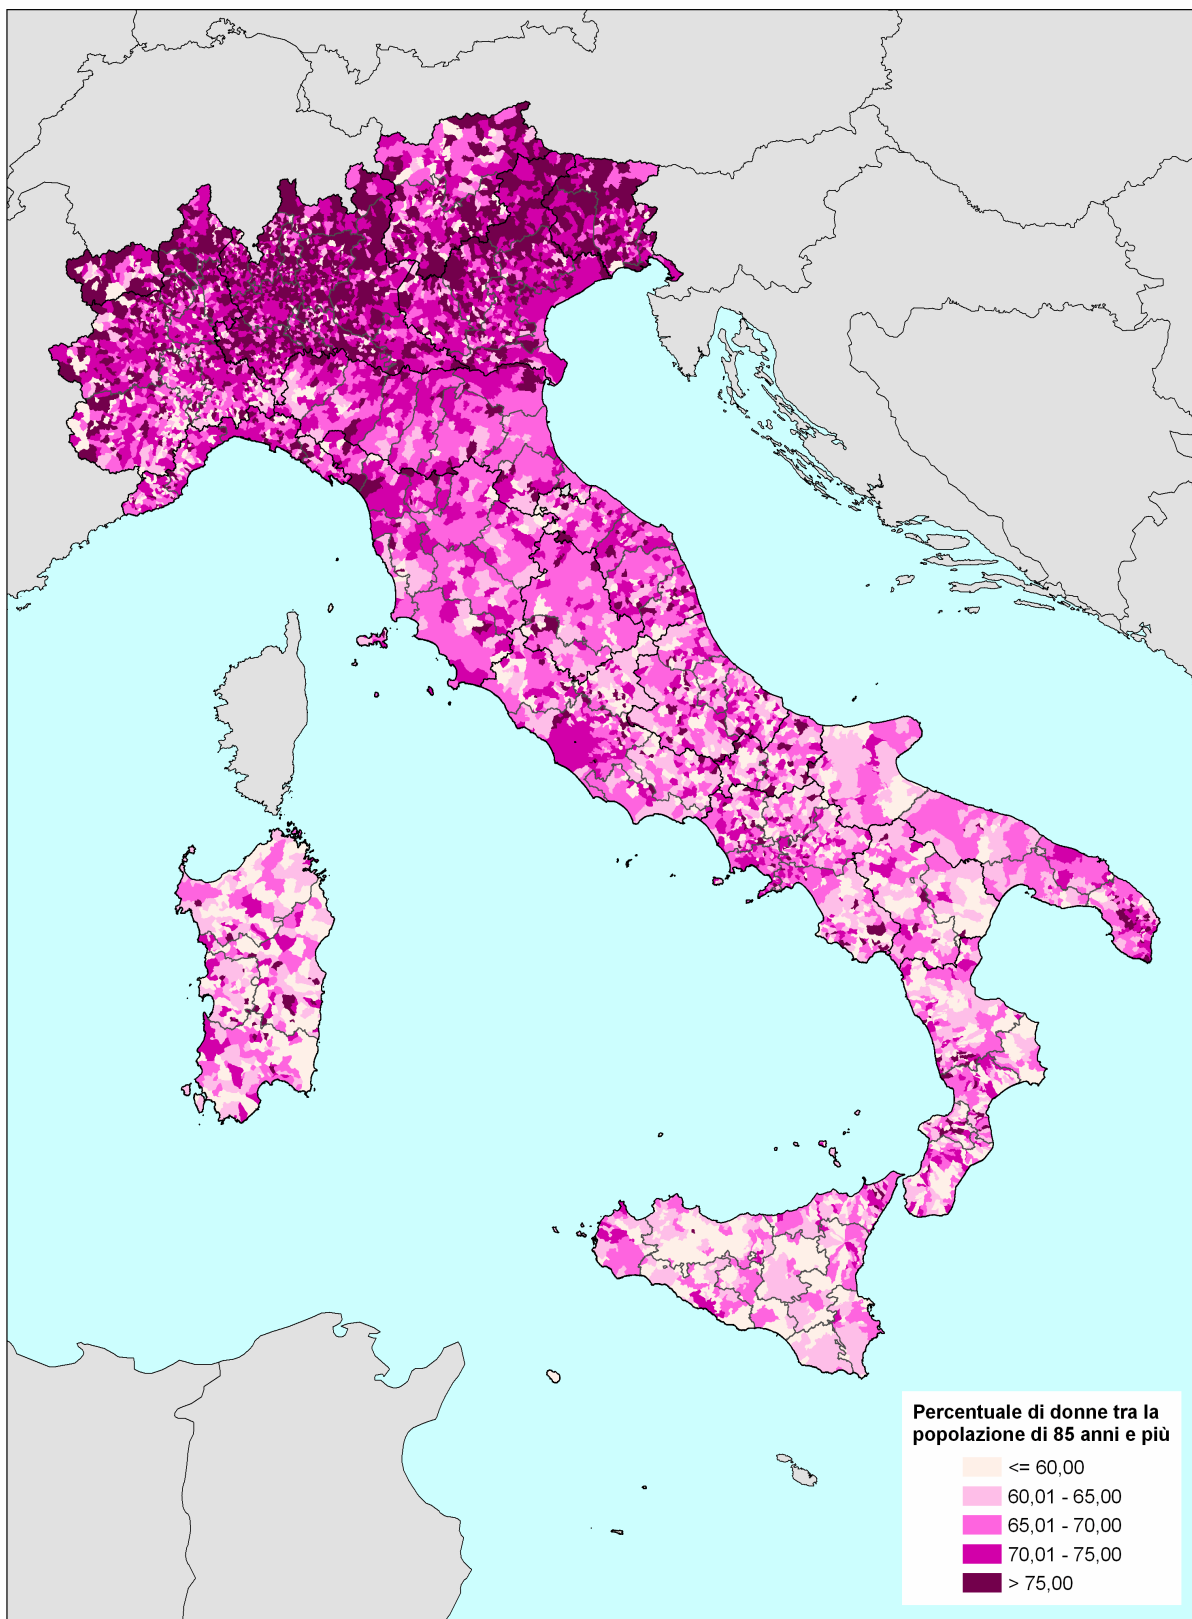 Percentuale di donne tra la
popolazione di 85 anni e più
<= 60,00
60,01 - 65,00
65,01 - 70,00
70,01 - 75,00
> 75,00